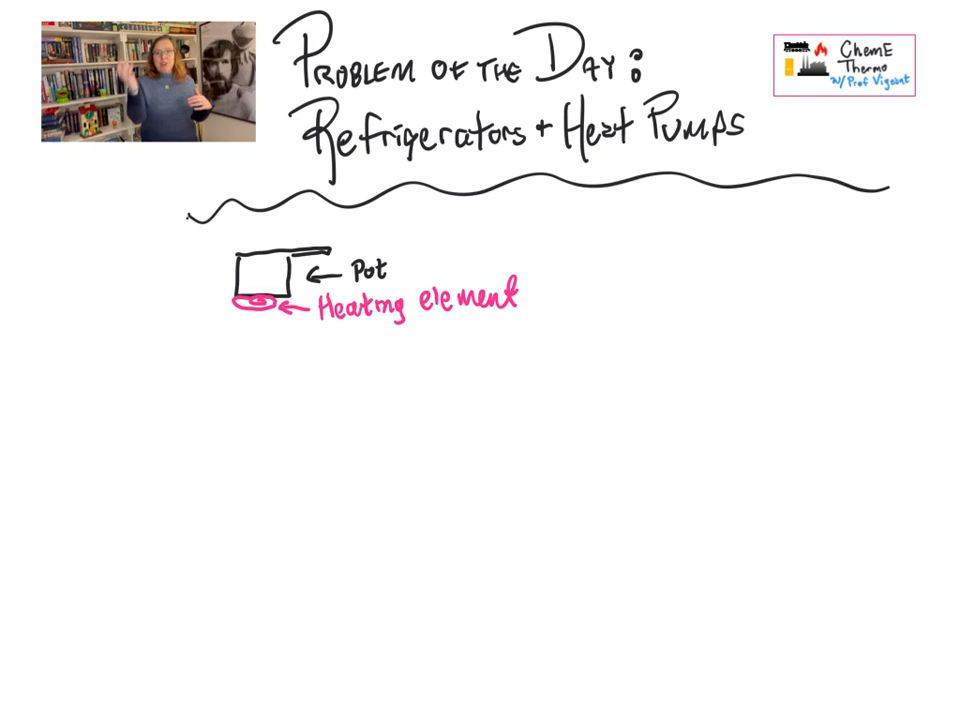 PROBLEM OF THE DAY:
Refrigerators + Heat Pumps
ChemE
Thermo
w/ Prof Vigeant
← Pot
← Heating element